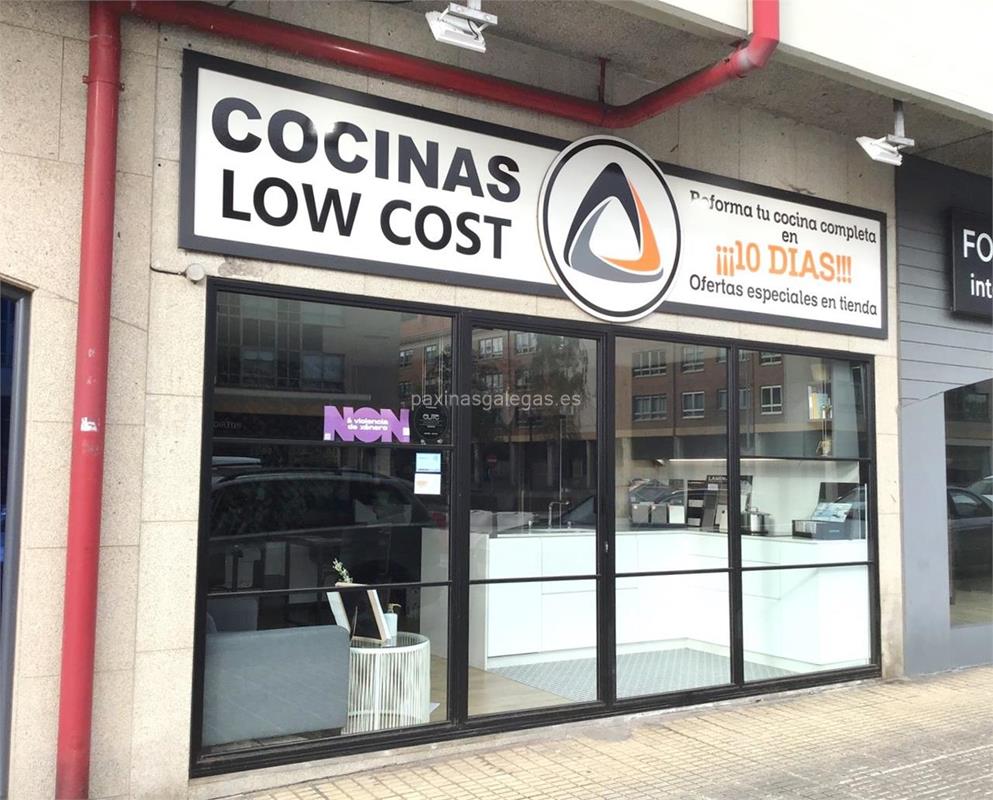 COCINAS
LOW COST
Reforma tu cocina completa
en
¡¡¡10 DIAS!!!
Ofertas especiales en tienda
FO
int
paxinasgalegas.es
NON
á violencia
de xénero